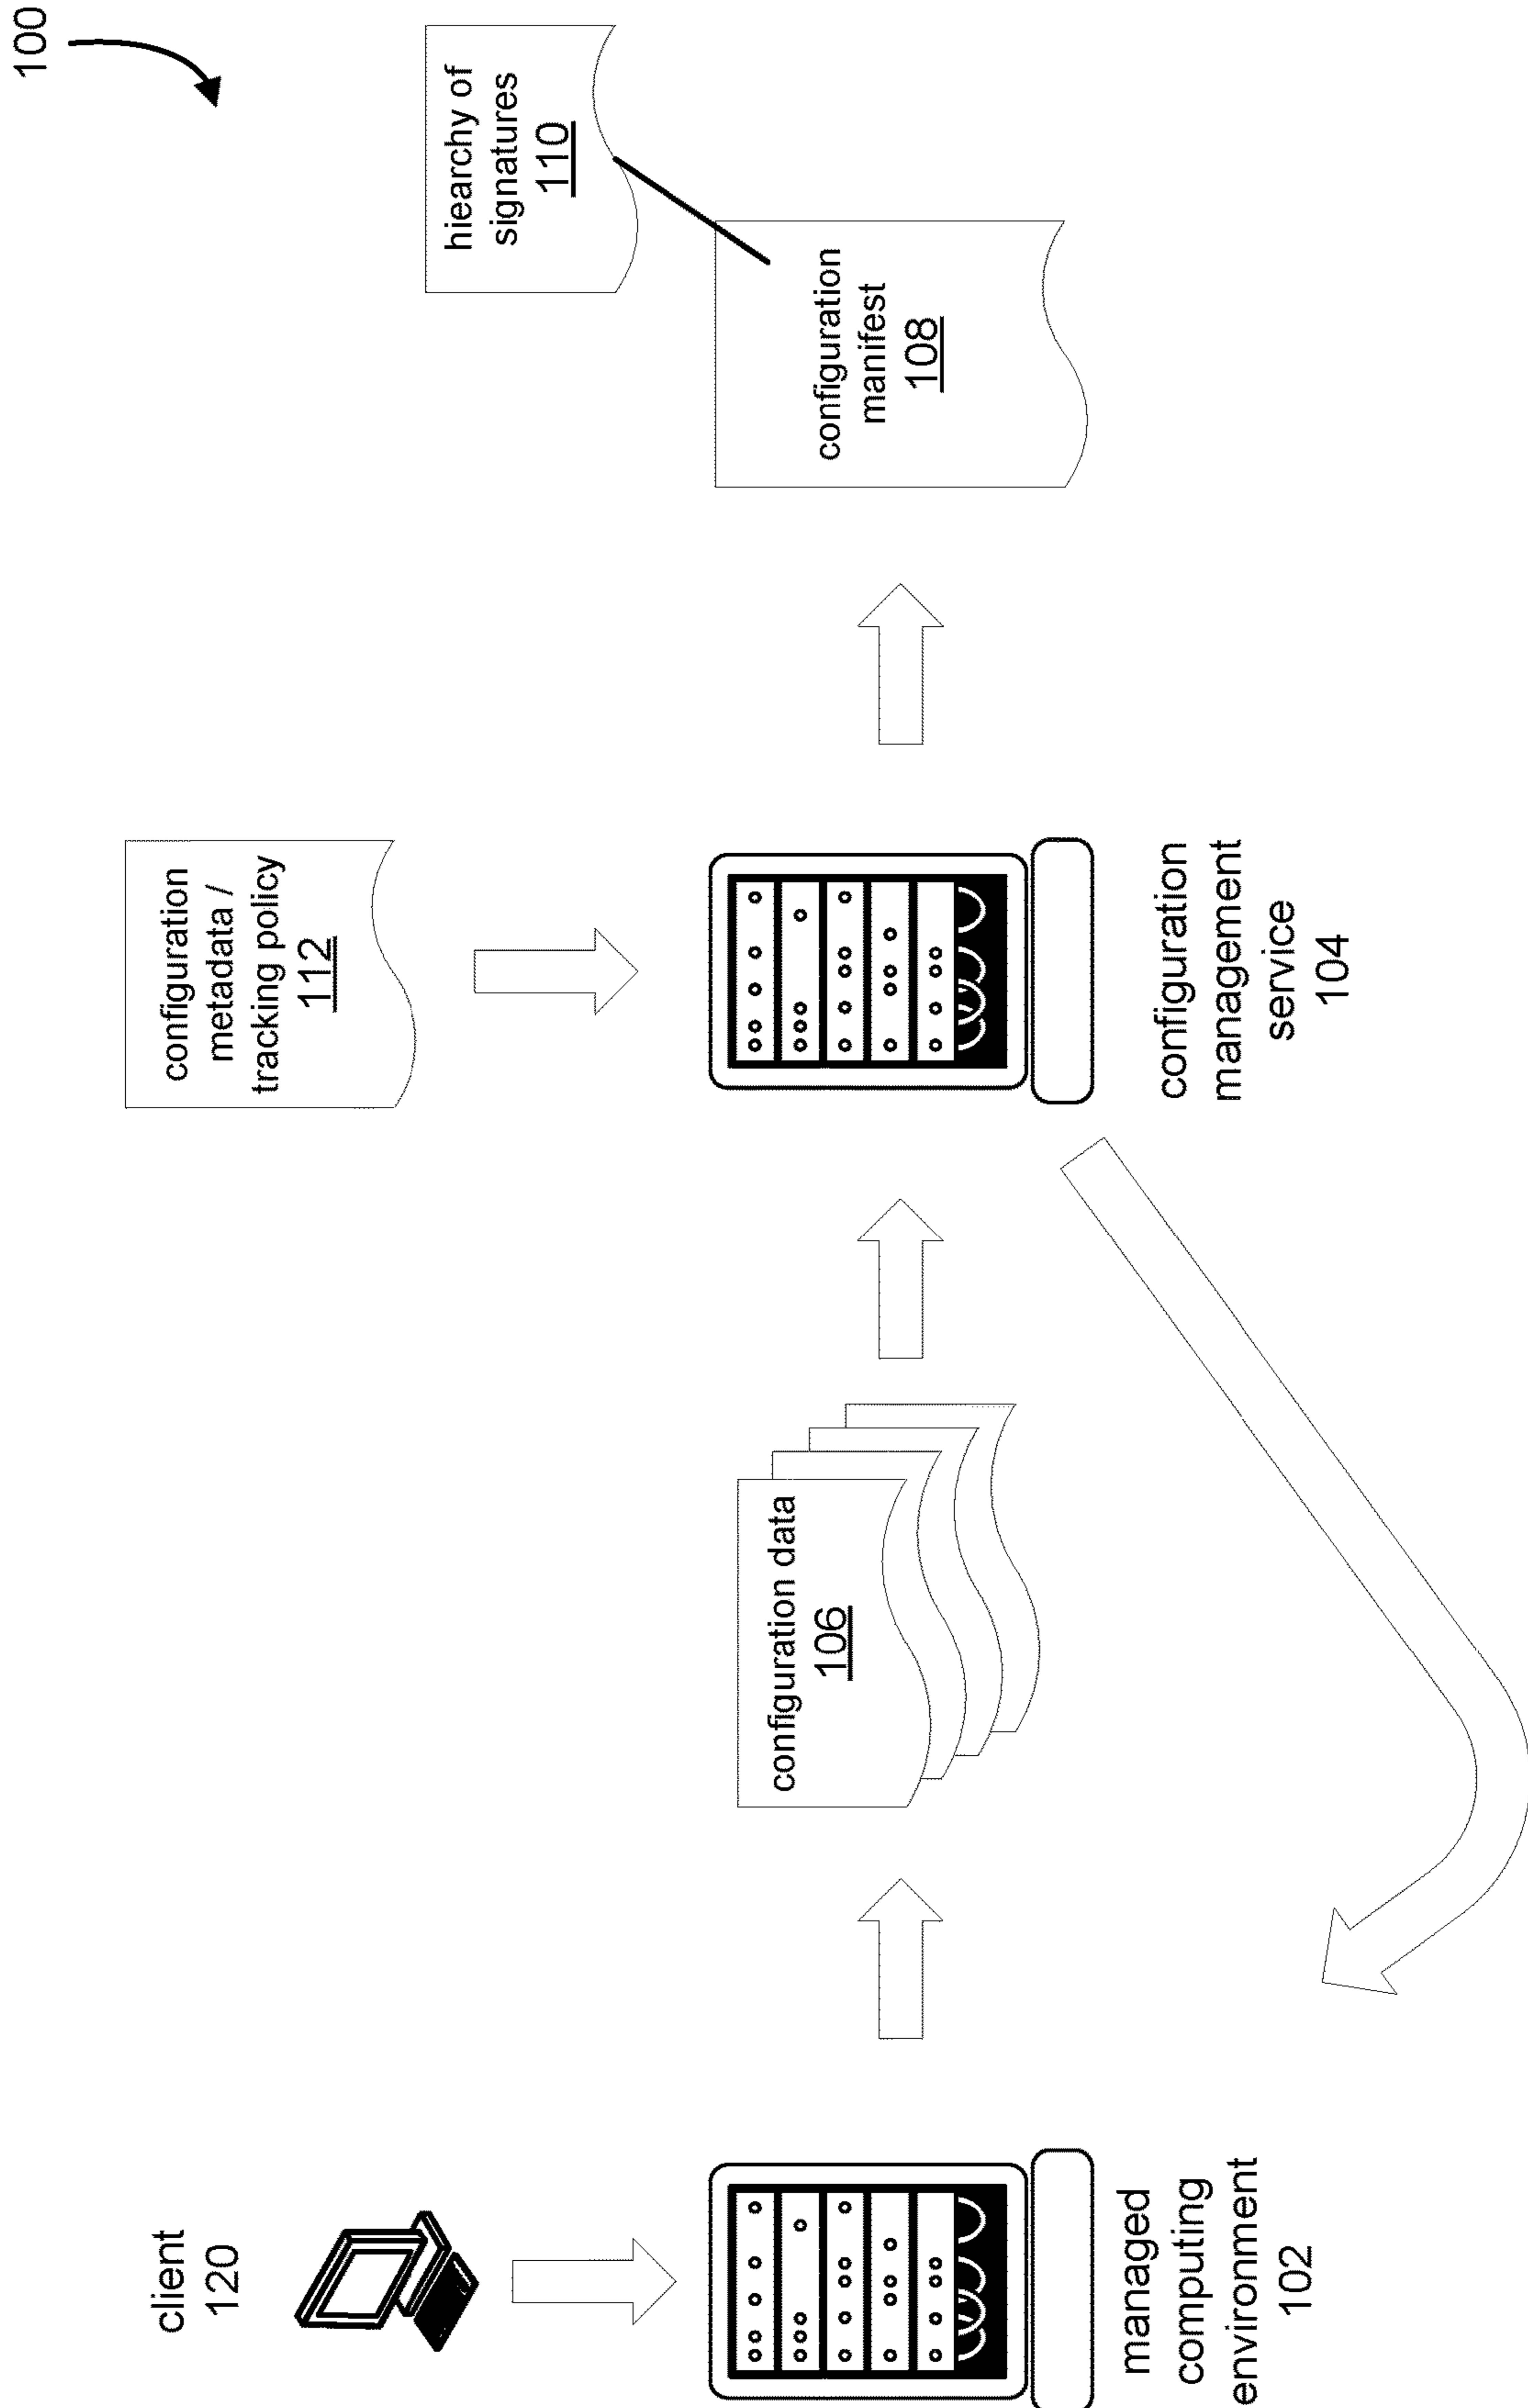 100
client
120
configuration
metadata /
tracking policy
112
hiearchy of
signatures
110
configuration data
106
configuration
manifest
108
managed
computing
environment
102
configuration
management
service
104